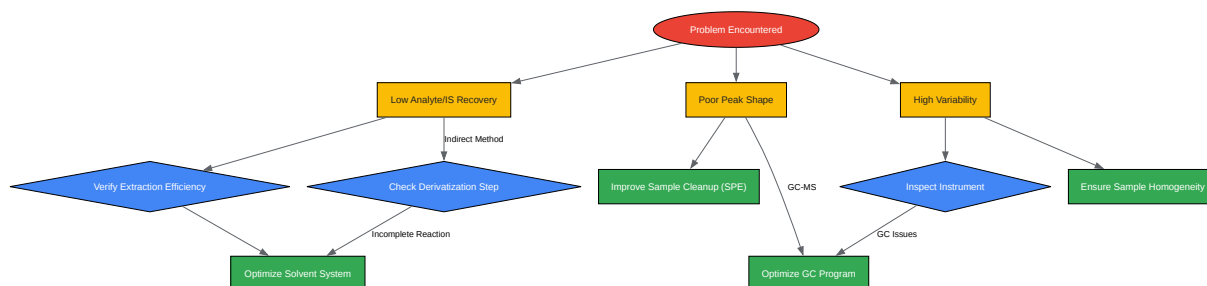 Problem Encountered
Low Analyte/IS Recovery
Poor Peak Shape
High Variability
Indirect Method
Verify Extraction Efficiency
Check Derivatization Step
Improve Sample Cleanup (SPE)
GC-MS
Inspect Instrument
Ensure Sample Homogeneity
Incomplete Reaction
GC Issues
Optimize Solvent System
Optimize GC Program